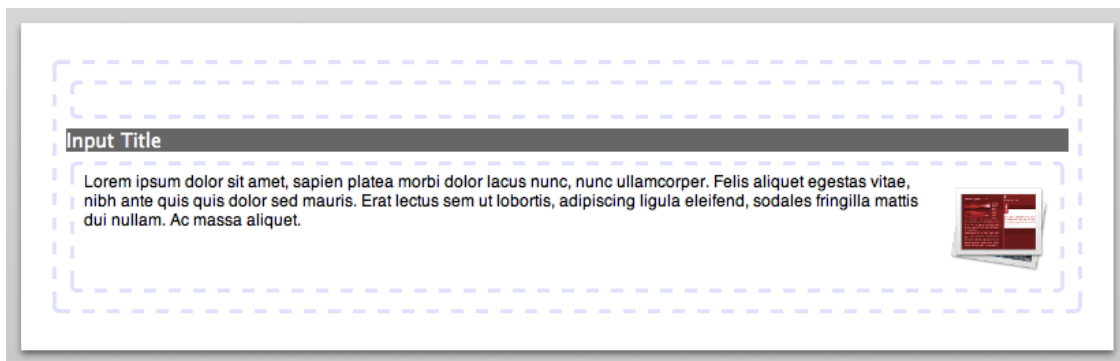 Input Title
Lorem ipsum dolor sit amet, sapien platea morbi dolor lacus nunc, nunc ullamcorper. Felis aliquet egestas vitae,
nibh ante quis quis dolor sed mauris. Erat lectus sem ut lobortis, adipiscing ligula eleifend, sodales fringilla mattis
dui nullam. Ac massa aliquet.